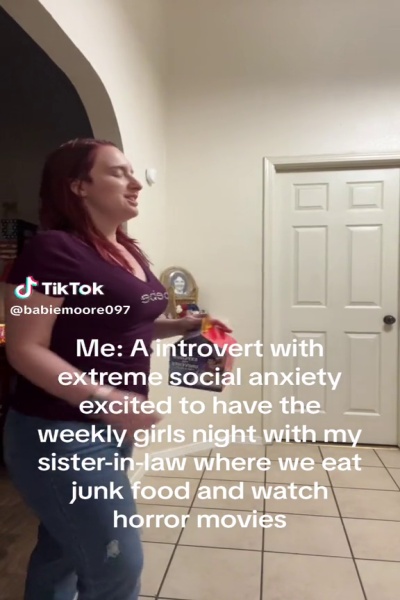 TikTok
@babiemoore097
Me: A introvert with
extreme social anxiety
excited to have the
weekly girls night with my
sister-in-law where we eat
junk food and watch
horror movies